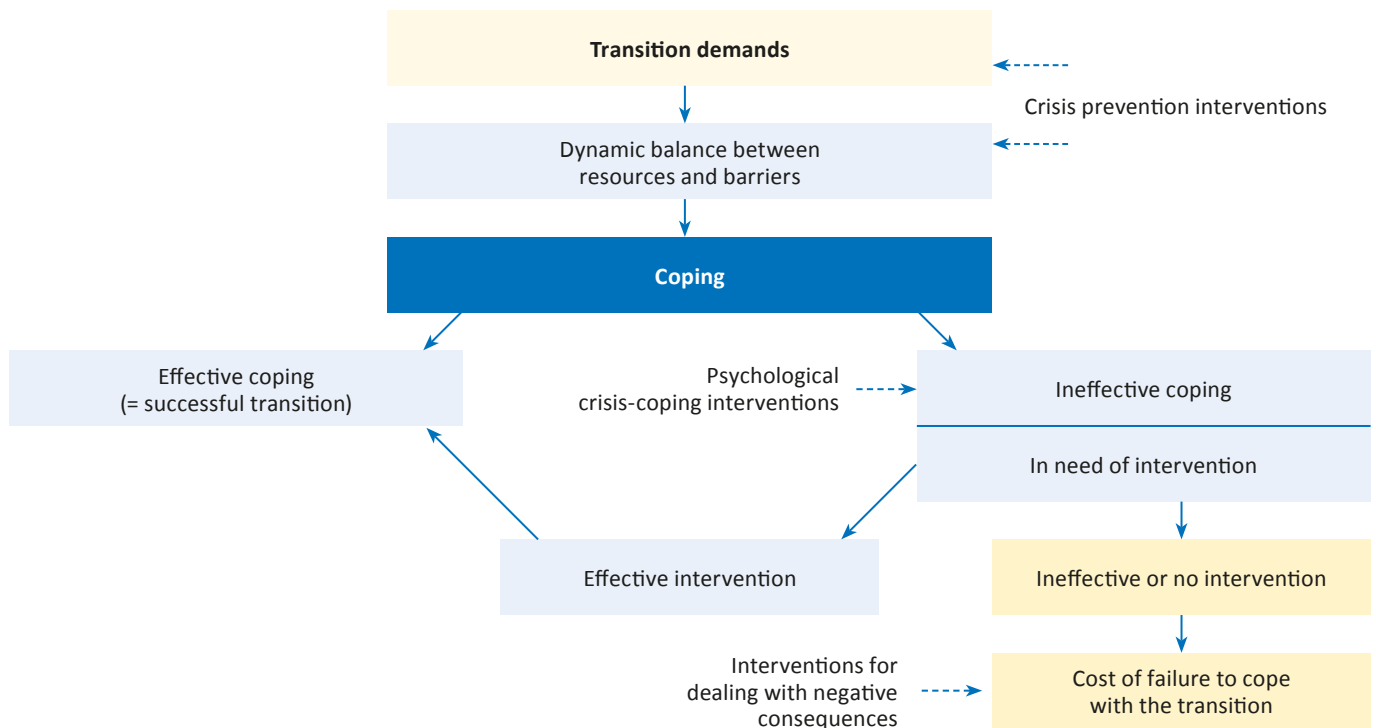 Transition demands
Crisis prevention interventions
Dynamic balance between
resources and barriers
Coping
Effective coping
(= successful transition)
Psychological
crisis-coping interventions
Ineffective coping
In need of intervention
Effective intervention
Ineffective or no intervention
Interventions for
dealing with negative
consequences
Cost of failure to cope
with the transition